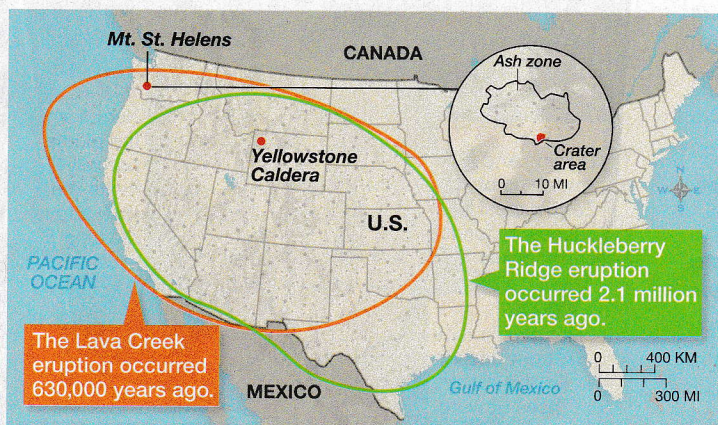 Mt. St. Helens
CANADA
Ash zone
Crater
area
0 10 MI
Yellowstone
Caldera
N
W E
S
U.S.
PACIFIC
OCEAN
The Huckleberry
Ridge eruption
occurred 2.1 million
years ago.
The Lava Creek
eruption occurred
630,000 years ago.
MEXICO
Gulf of Mexico
0 400 KM
0 300 MI